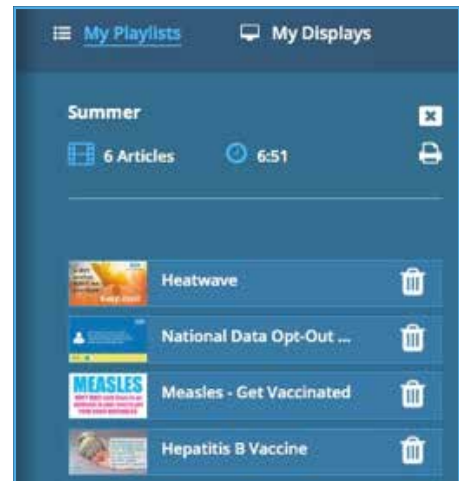 My Playlists My Displays
Summer
6 Articles 6:51
Heatwave
National Data Opt-Out ...
MEASLES
Measles - Get Vaccinated
Hepatitis B Vaccine